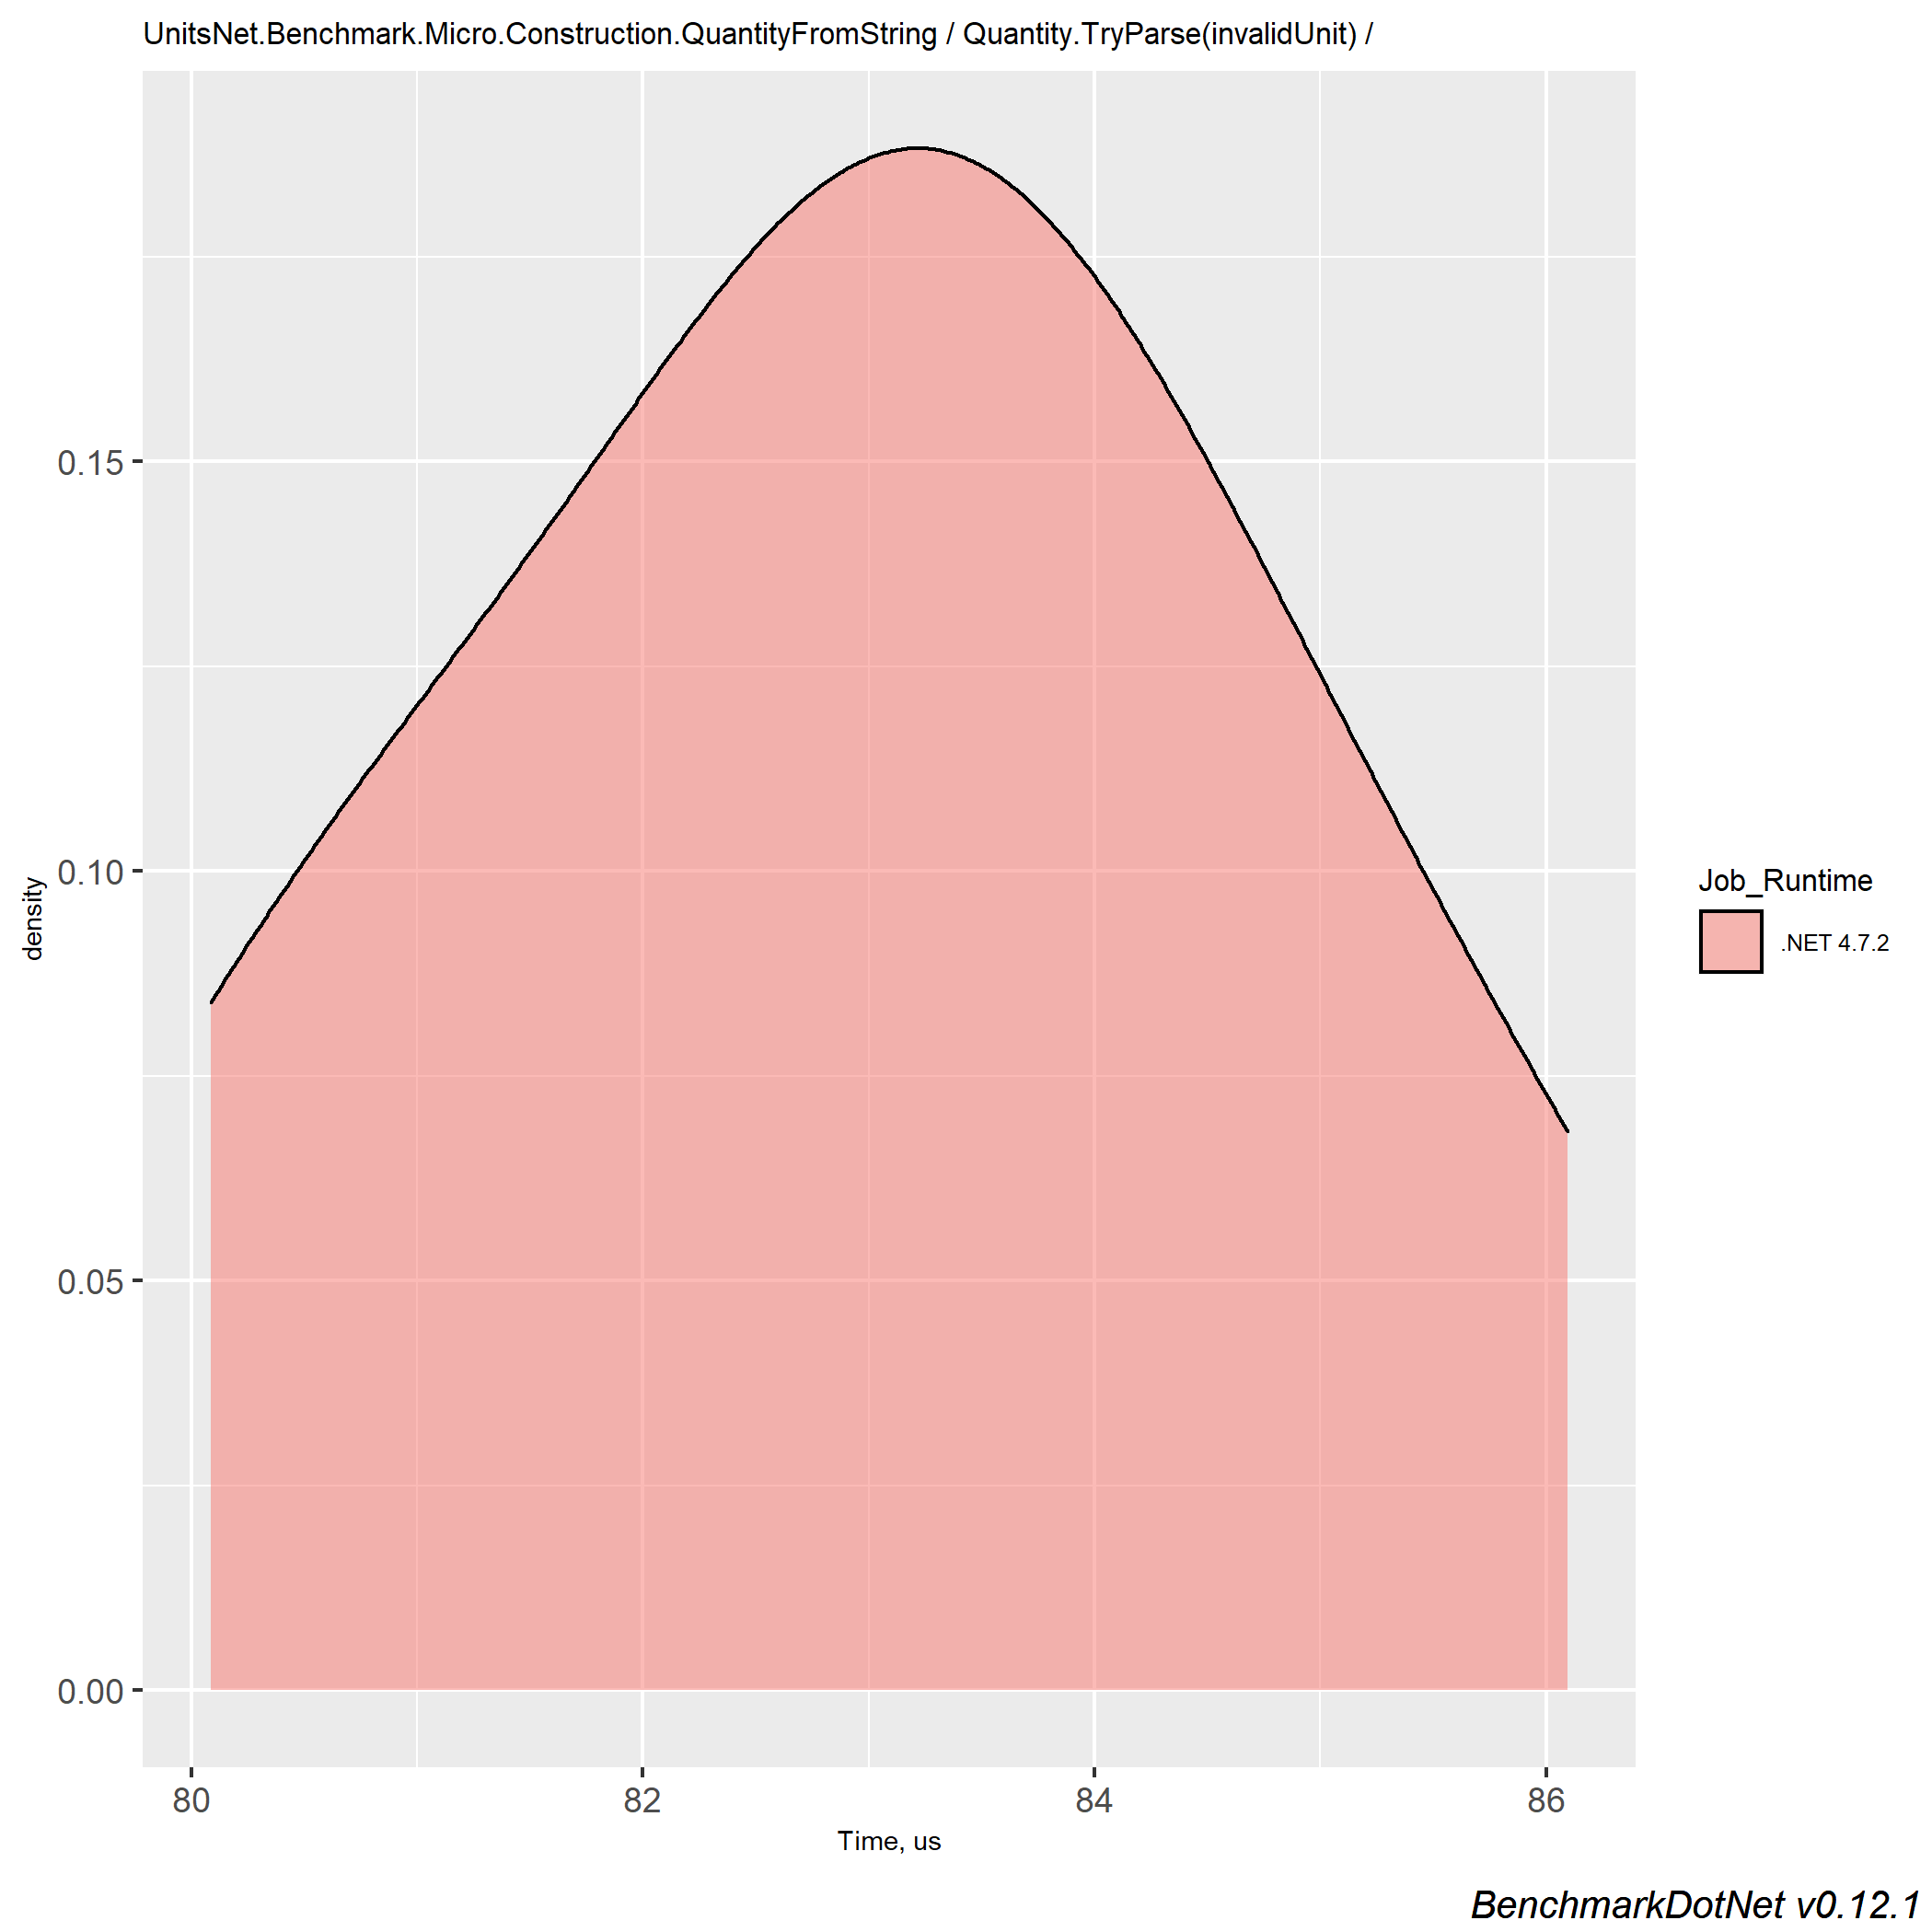 UnitsNet.Benchmark.Micro.Construction.QuantityFromString / Quantity.TryParse(invalidUnit) /
0.15
0.10
0.05
0.00
density
80 82 84 86
Time, us
Job_Runtime
.NET 4.7.2
BenchmarkDotNet v0.12.1